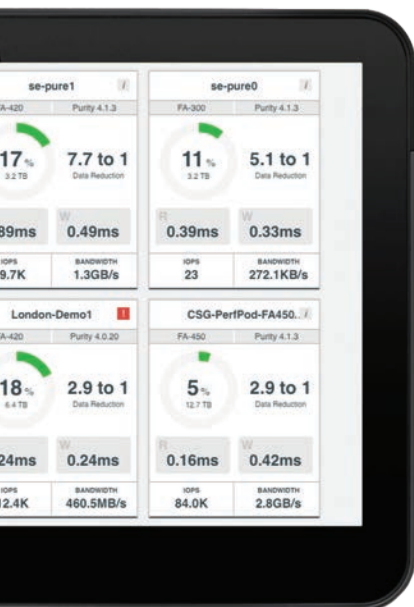 se-pure1 i
A-420 Purity 4.1.3
17 % 7.7 to 1
3.2 TB Data Reduction
W
89ms 0.49ms
IOPS BANDWIDTH
9.7K 1.3GB/s
se-pure0 i
FA-300 Purity 4.1.3
11 % 5.1 to 1
3.2 TB Data Reduction
R W
0.39ms 0.33ms
IOPS BANDWIDTH
23 272.1KB/s
London-Demo1 !
A-420 Purity 4.0.20
18 % 2.9 to 1
6.4 TB Data Reduction
W
24ms 0.24ms
IOPS BANDWIDTH
2.4K 460.5MB/s
CSG-PerfPod-FA450.. i
FA-450 Purity 4.1.3
5 % 2.9 to 1
12.7 TB Data Reduction
R W
0.16ms 0.42ms
IOPS BANDWIDTH
84.0K 2.8GB/s